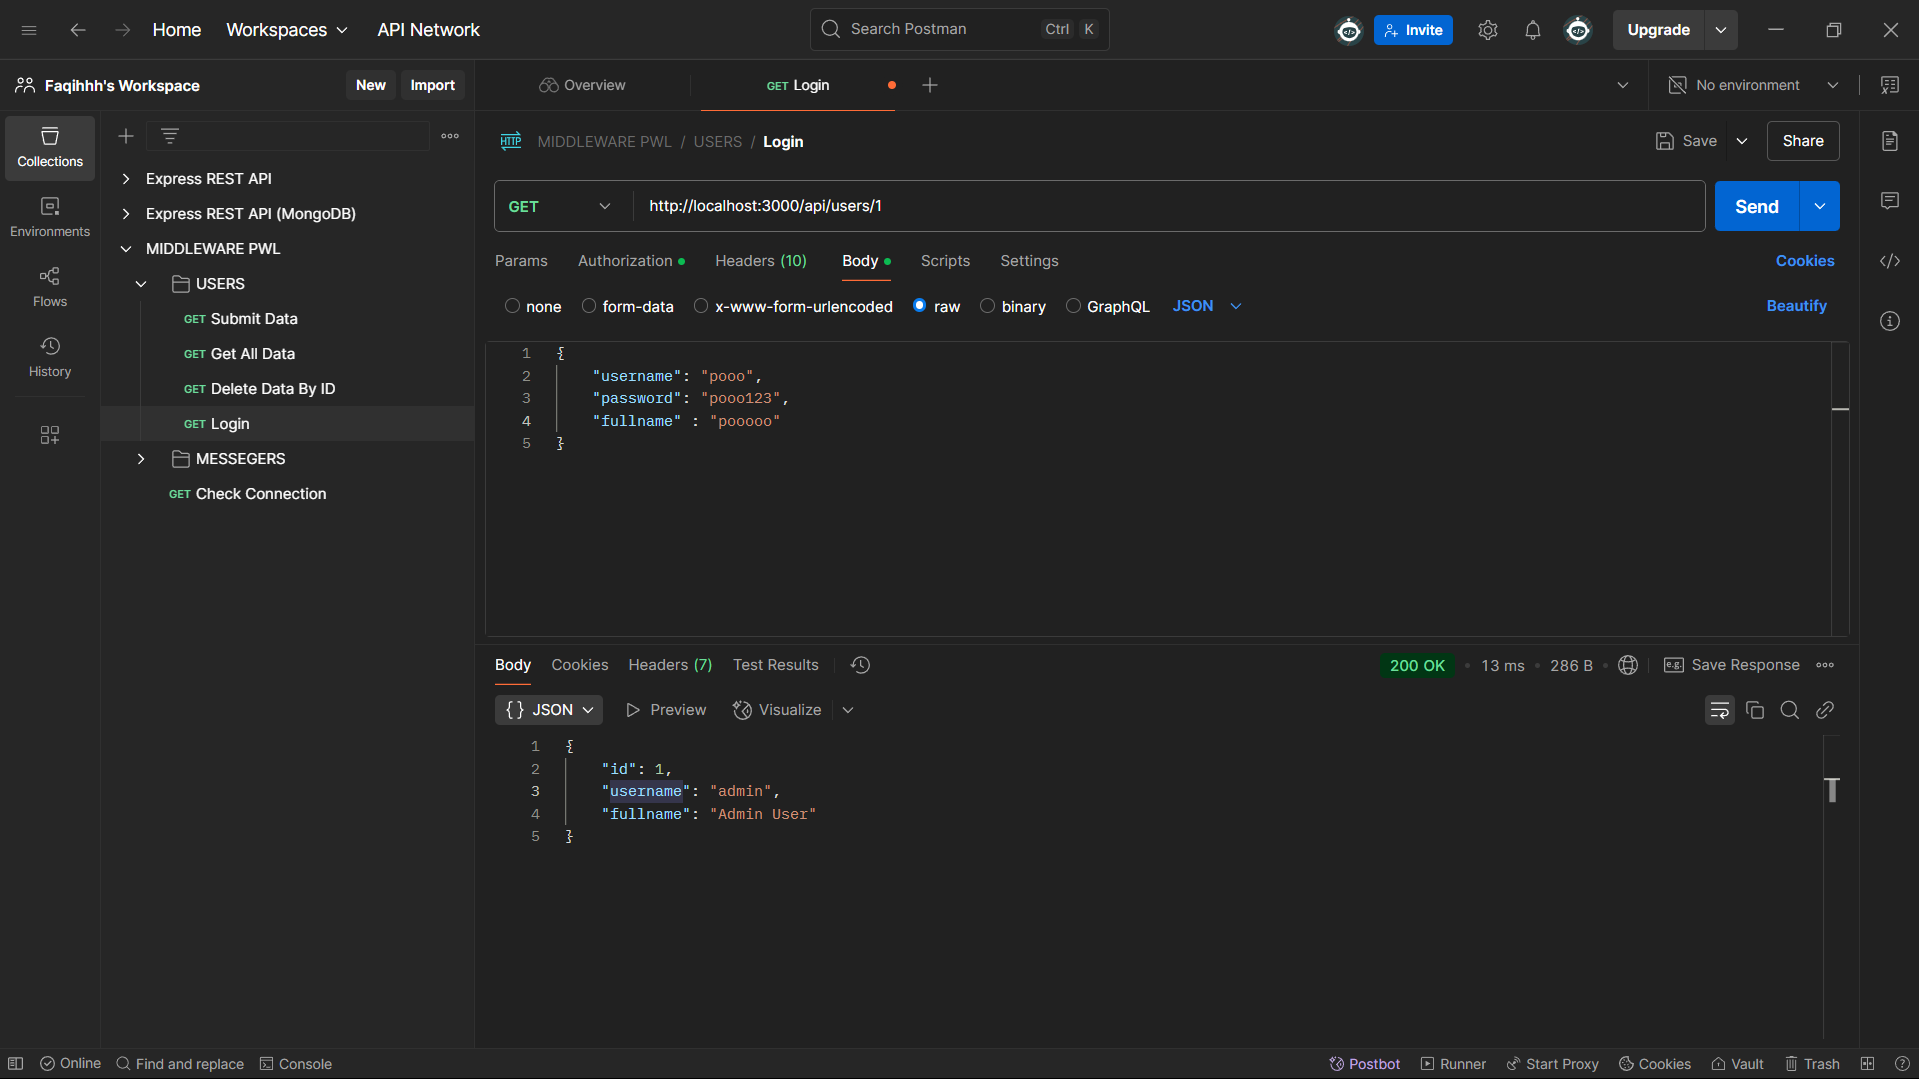 Home Workspaces API Network Search Postman Ctrl K Invite Upgrade
Faqihhh's Workspace New Import Overview GET Login No environment
Collections
Environments
Flows
History
Express REST API
Express REST API (MongoDB)
MIDDLEWARE PWL
USERS
GET Submit Data
GET Get All Data
GET Delete Data By ID
GET Login
MESSEGERS
GET Check Connection
HTTP MIDDLEWARE PWL / USERS / Login Save Share
GET http://localhost:3000/api/users/1 Send
Params Authorization Headers (10) Body Scripts Settings Cookies
none form-data x-www-form-urlencoded raw binary GraphQL JSON Beautify
1 {
2 "username": "pooo",
3 "password": "pooo123",
4 "fullname" : "pooooo"
5 }
Body Cookies Headers (7) Test Results 200 OK • 13 ms • 286 B • e.g. Save Response
{} JSON Preview Visualize
1 {
2 "id": 1,
3 "username": "admin",
4 "fullname": "Admin User"
5 }
Online Find and replace Console Postbot Runner Start Proxy Cookies Vault Trash